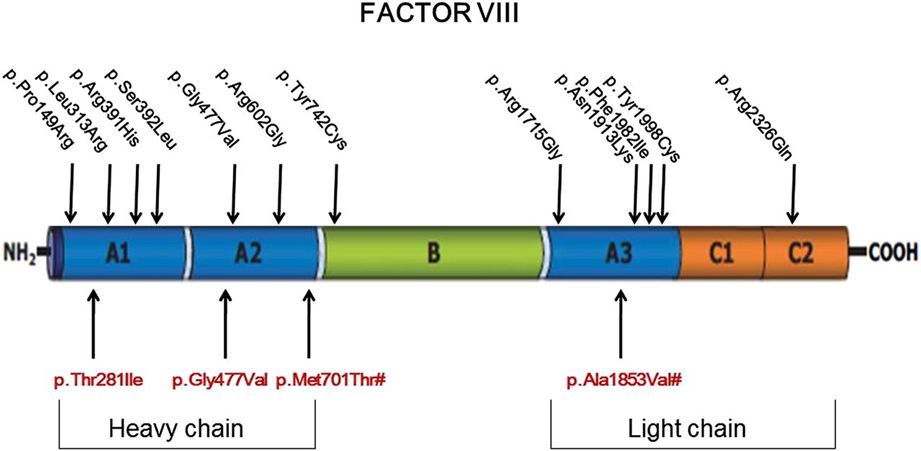 FACTOR VIII
p.Pro149Arg
p.Leu313Arg
p.Arg391His
p.Ser392Leu
p.Gly477Val
p.Arg602Gly
p.Tyr742Cys
p.Arg1715Gly
p.Asn1913Lys
p.Phe1982Ile
p.Tyr1998Cys
p.Arg2326Gln
NH2 A1 A2 B A3 C1 C2 COOH
p.Thr281Ile p.Gly477Val p.Met701Thr# p.Ala1853Val#
Heavy chain Light chain